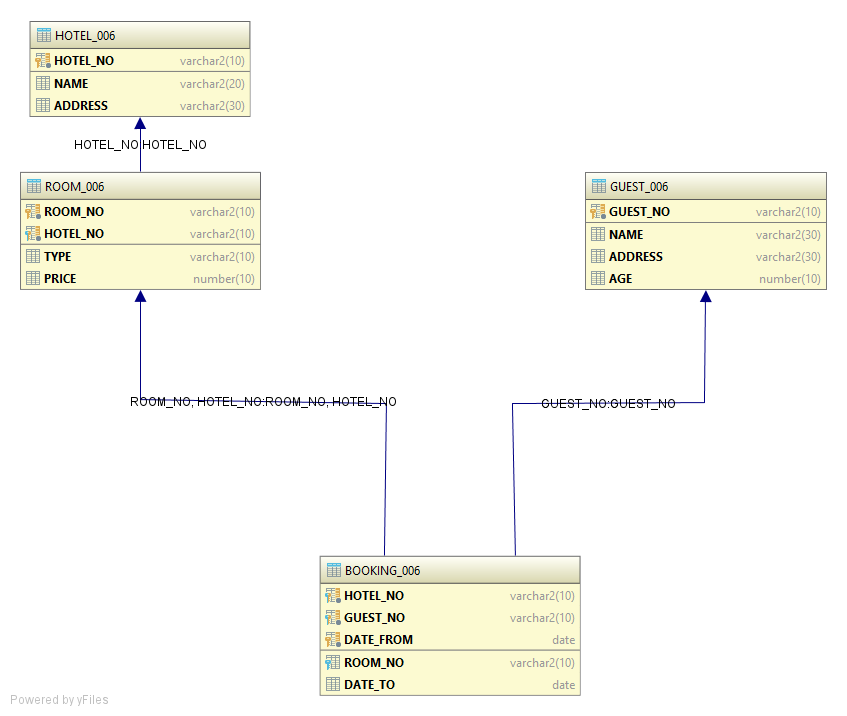 HOTEL_006
HOTEL_NO varchar2(10)
NAME varchar2(20)
ADDRESS varchar2(30)
HOTEL_NO:HOTEL_NO
ROOM_006
ROOM_NO varchar2(10)
HOTEL_NO varchar2(10)
TYPE varchar2(10)
PRICE number(10)
GUEST_006
GUEST_NO varchar2(10)
NAME varchar2(30)
ADDRESS varchar2(30)
AGE number(10)
ROOM_NO, HOTEL_NO:ROOM_NO, HOTEL_NO
GUEST_NO:GUEST_NO
BOOKING_006
HOTEL_NO varchar2(10)
GUEST_NO varchar2(10)
DATE_FROM date
ROOM_NO varchar2(10)
DATE_TO date
Powered by yFiles